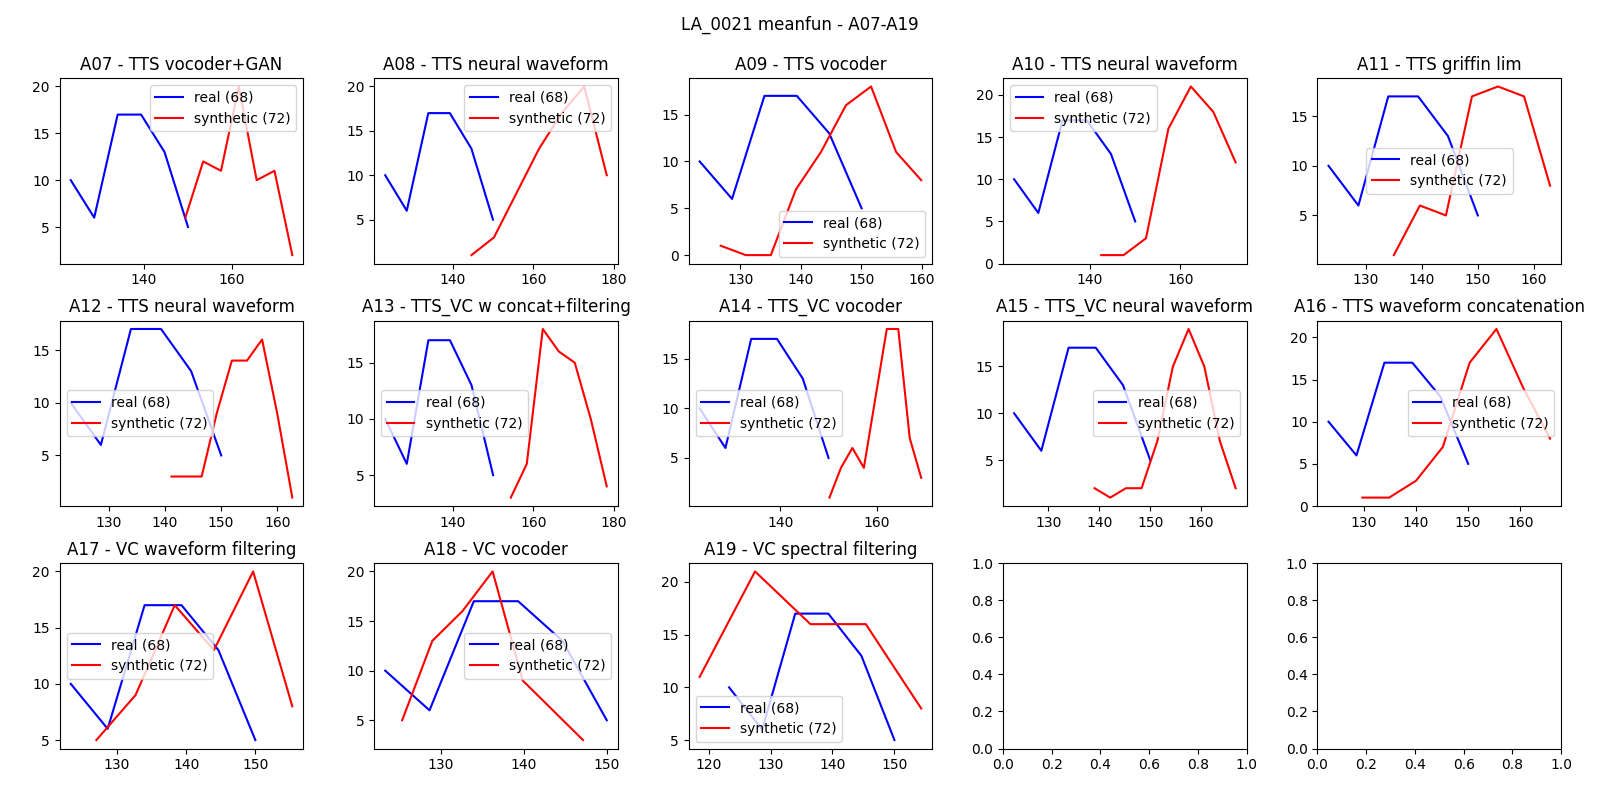 LA_0021 meanfun - A07-A19
A07 - TTS vocoder+GAN
20
15
10
5
140 160
real (68)
synthetic (72)
A08 - TTS neural waveform
20
15
10
5
140 160 180
real (68)
synthetic (72)
A09 - TTS vocoder
15
10
5
0
130 140 150 160
real (68)
synthetic (72)
A10 - TTS neural waveform
20
15
10
5
0
140 160
real (68)
synthetic (72)
A11 - TTS griffin lim
15
10
5
130 140 150 160
real (68)
synthetic (72)
A12 - TTS neural waveform
15
10
5
130 140 150 160
real (68)
synthetic (72)
A13 - TTS_VC w concat+filtering
15
10
5
140 160 180
real (68)
synthetic (72)
A14 - TTS_VC vocoder
15
10
5
140 160
real (68)
synthetic (72)
A15 - TTS_VC neural waveform
15
10
5
130 140 150 160
real (68)
synthetic (72)
A16 - TTS waveform concatenation
20
15
10
5
0
130 140 150 160
real (68)
synthetic (72)
A17 - VC waveform filtering
20
15
10
5
130 140 150
real (68)
synthetic (72)
A18 - VC vocoder
20
15
10
5
130 140 150
real (68)
synthetic (72)
A19 - VC spectral filtering
20
15
10
5
120 130 140 150
real (68)
synthetic (72)
1.0
0.8
0.6
0.4
0.2
0.0
0.0 0.2 0.4 0.6 0.8 1.0
1.0
0.8
0.6
0.4
0.2
0.0
0.0 0.2 0.4 0.6 0.8 1.0